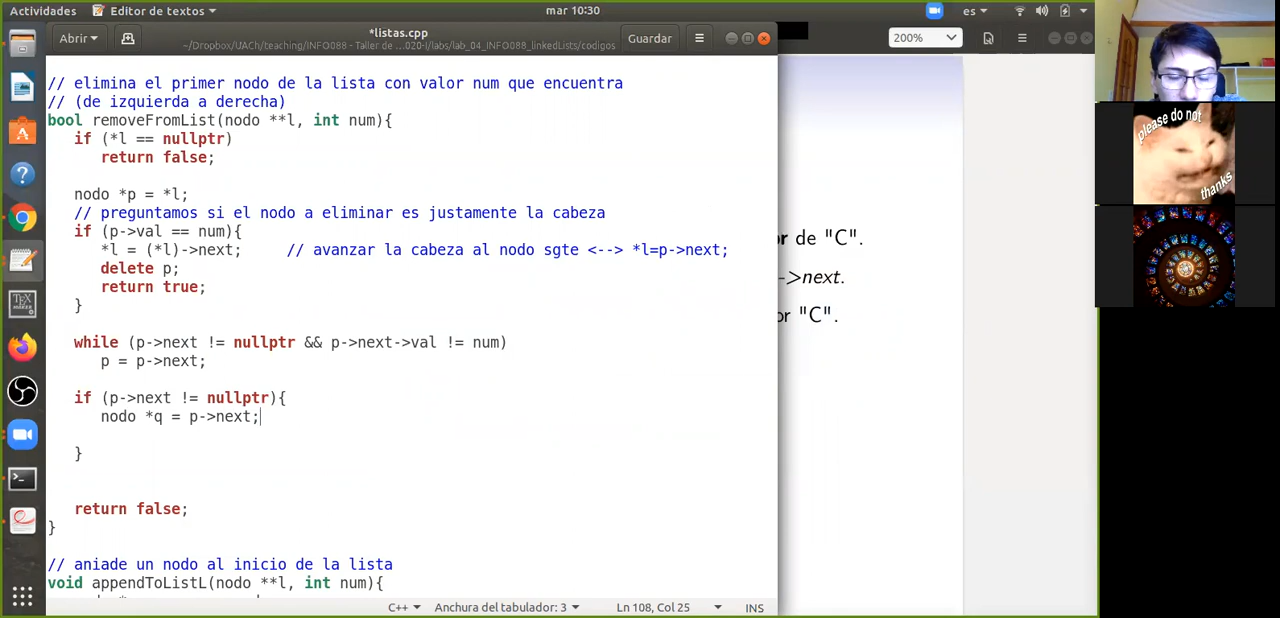 Actividades
Editor de textos
mar 10:30
es
Abrir
*listas.cpp
~/Dropbox/UACh/teaching/INFO088 - Taller de ...020-I/labs/lab_04_INFO088_linkedLists/codigos
Guardar
200%
// elimina el primer nodo de la lista con valor num que encuentra
// (de izquierda a derecha)
bool removeFromList(nodo **l, int num){
if (*l == nullptr)
return false;
nodo *p = *l;
// preguntamos si el nodo a eliminar es justamente la cabeza
if (p->val == num){
*l = (*l)->next; // avanzar la cabeza al nodo sgte <--> *l=p->next;
delete p;
return true;
}
while (p->next != nullptr && p->next->val != num)
p = p->next;
if (p->next != nullptr){
nodo *q = p->next;
}
return false;
}
// aniade un nodo al inicio de la lista
void appendToListL(nodo **l, int num){
C++
Anchura del tabulador: 3
Ln 108, Col 25
INS
or de "C".
->next.
or "C".
please do not
thanks
TEX